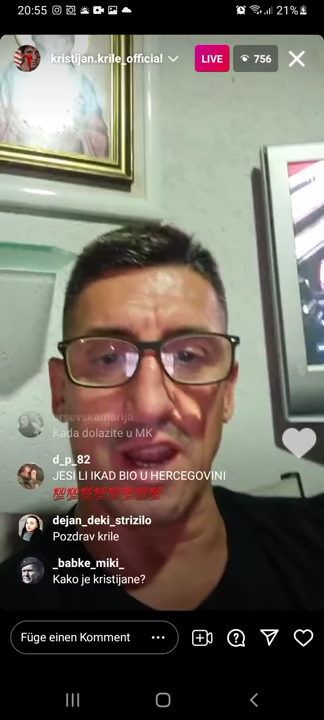 20:55
21%
kristijan.krile_official
LIVE
756
Kada dolazite u MK
d_p_82
JESI LI IKAD BIO U HERCEGOVINI
💯💯💯💯💯💯💯💯💯
dejan_deki_strizilo
Pozdrav krile
_babke_miki_
Kako je kristijane?
Füge einen Kommentar